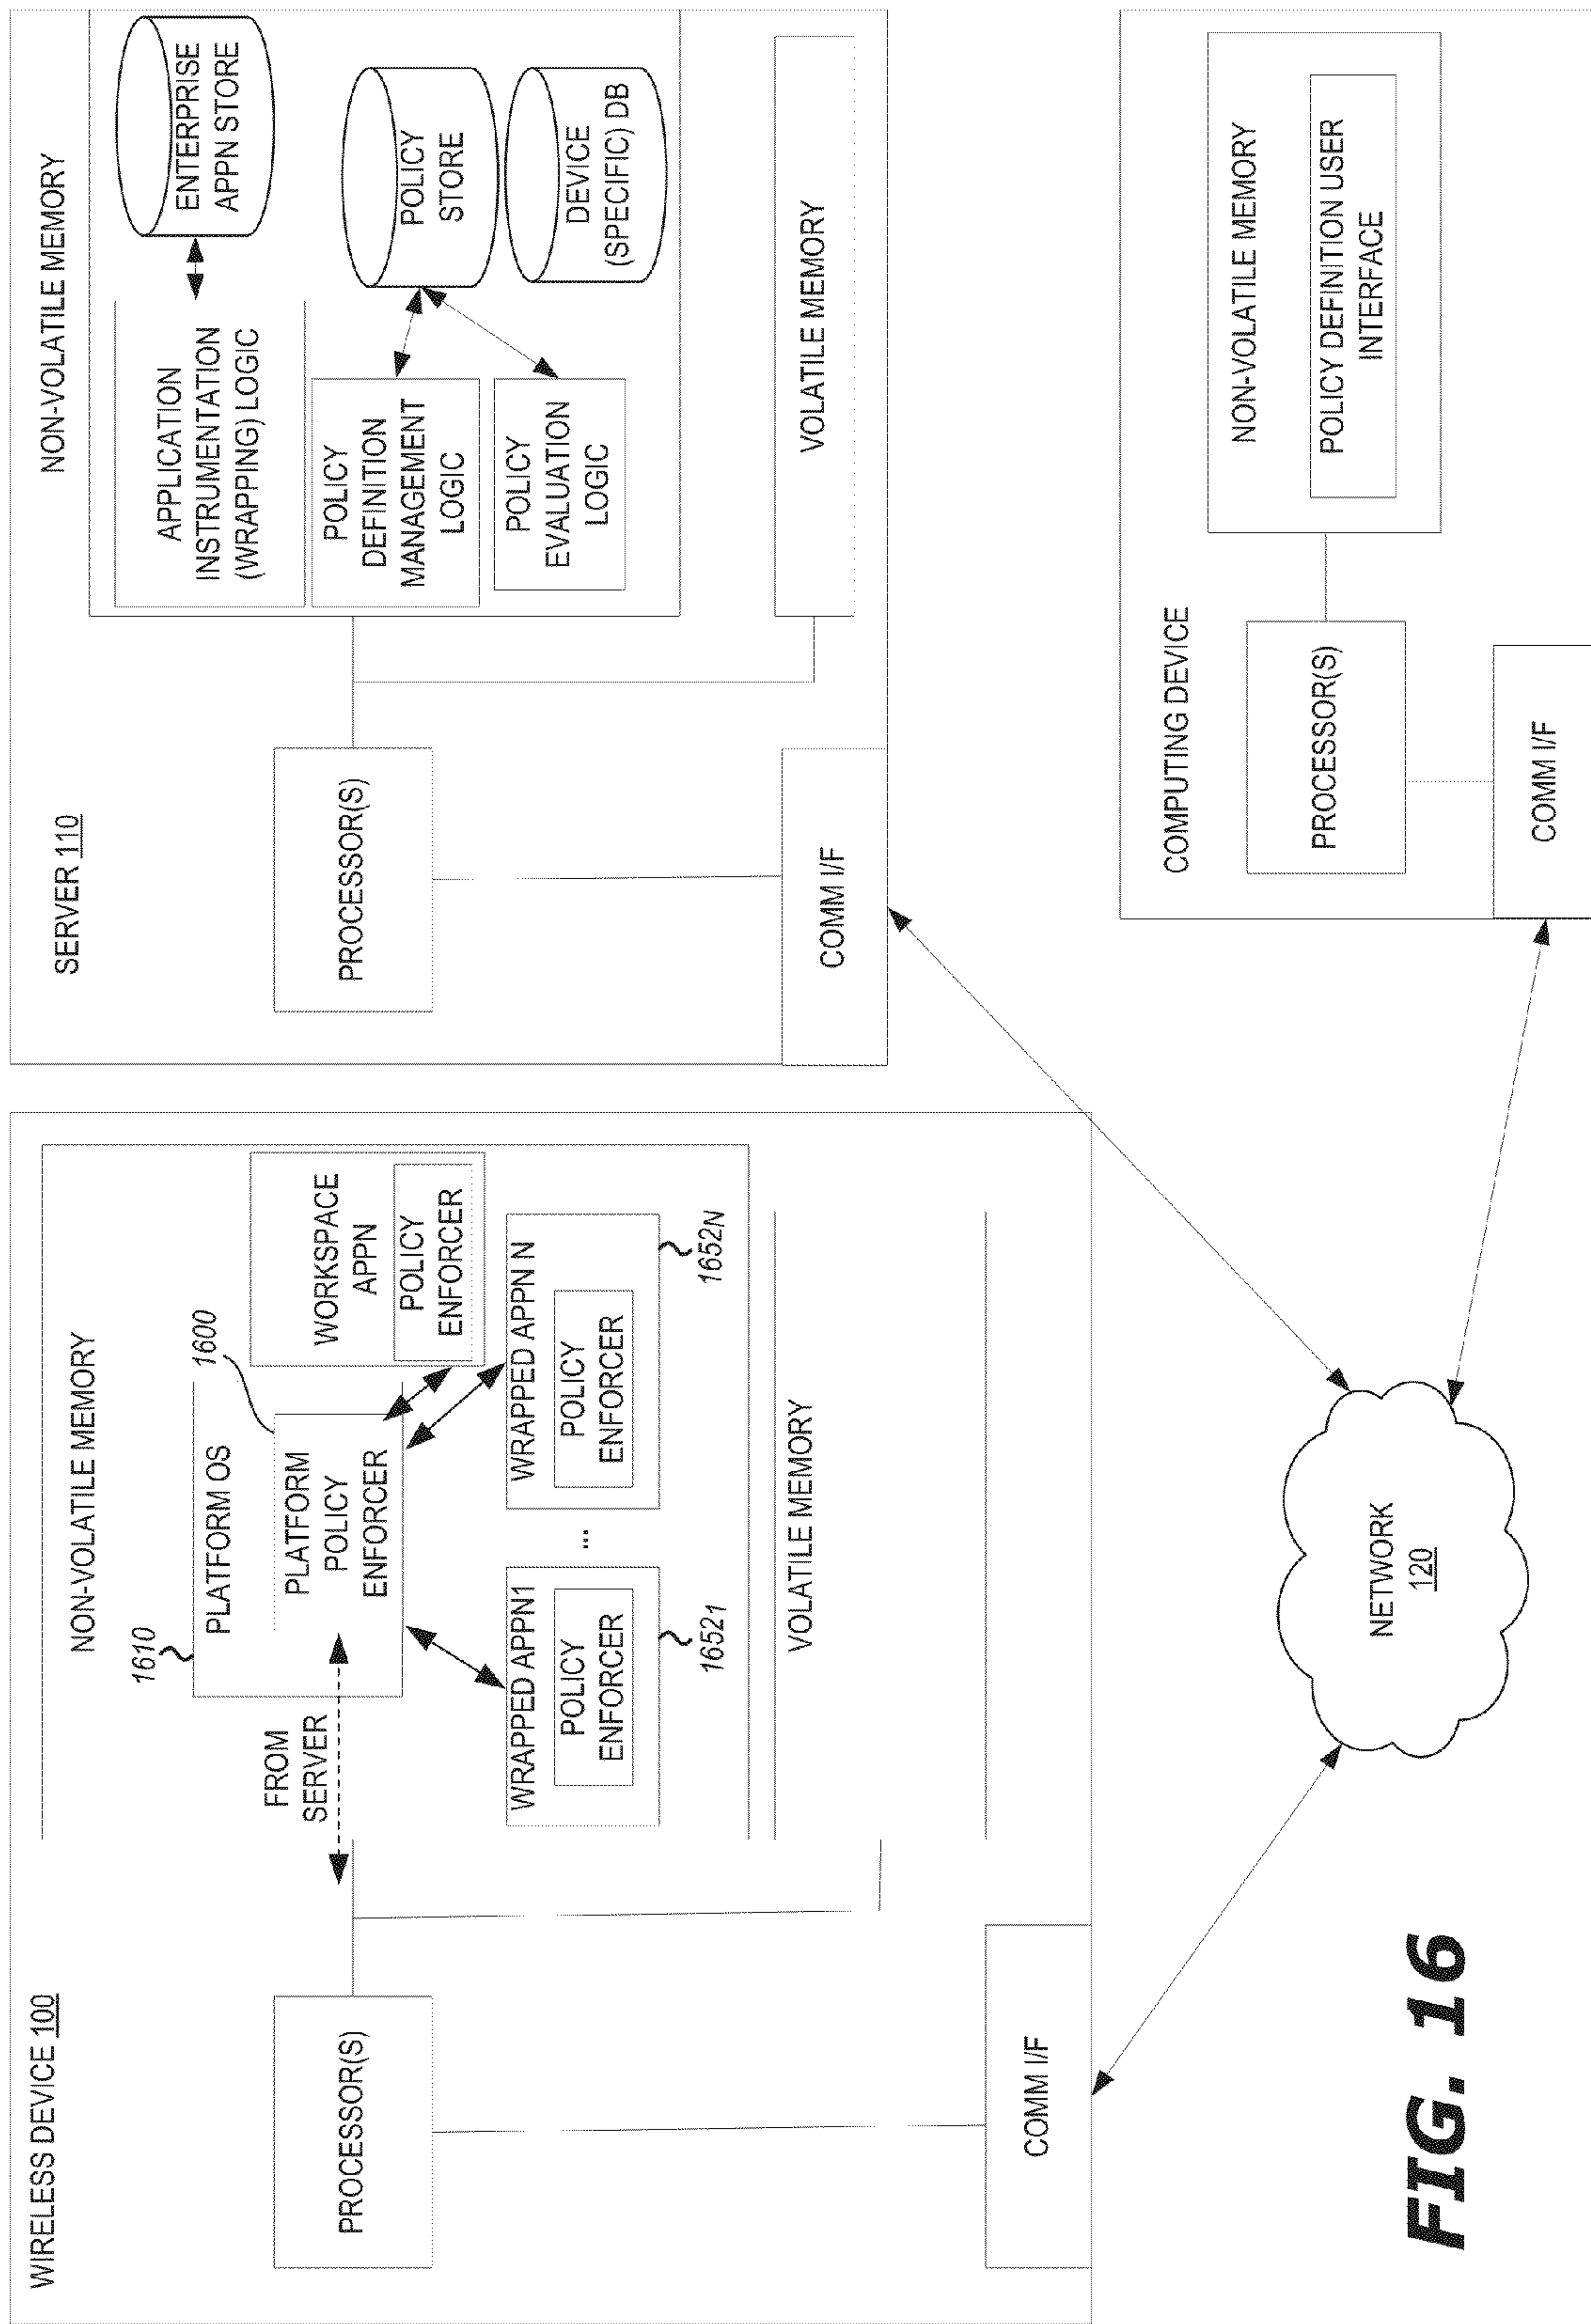 WIRELESS DEVICE 100
NON-VOLATILE MEMORY
PROCESSOR(S)
FROM
SERVER
1610
PLATFORM OS
1600
PLATFORM
POLICY
ENFORCER
WORKSPACE
APPN
POLICY
ENFORCER
WRAPPED APPN1
POLICY
ENFORCER
16521
...
WRAPPED APPN N
POLICY
ENFORCER
1652N
VOLATILE MEMORY
COMM I/F
SERVER 110
NON-VOLATILE MEMORY
PROCESSOR(S)
APPLICATION
INSTRUMENTATION
(WRAPPING) LOGIC
ENTERPRISE
APPN STORE
POLICY
DEFINITION
MANAGEMENT
LOGIC
POLICY
STORE
POLICY
EVALUATION
LOGIC
DEVICE
(SPECIFIC) DB
VOLATILE MEMORY
COMM I/F
NETWORK
120
COMPUTING DEVICE
NON-VOLATILE MEMORY
PROCESSOR(S)
POLICY DEFINITION USER
INTERFACE
COMM I/F
FIG. 16